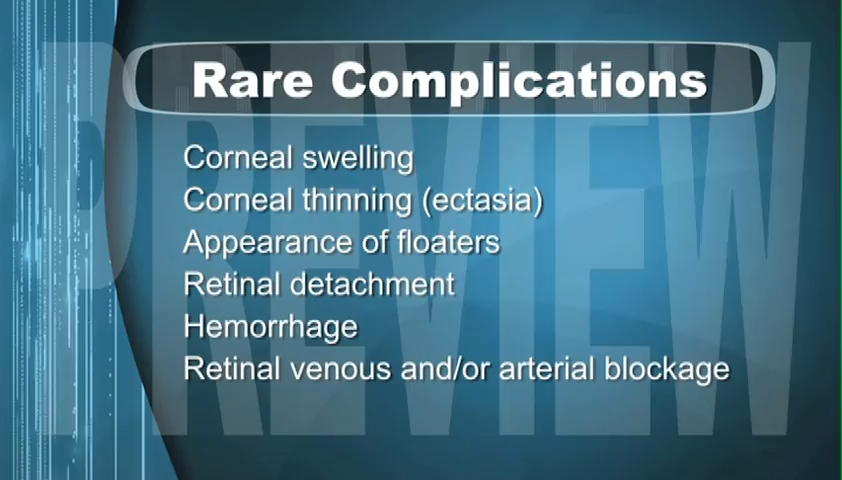 Rare Complications
Corneal swelling
Corneal thinning (ectasia)
Appearance of floaters
Retinal detachment
Hemorrhage
Retinal venous and/or arterial blockage
PREVIEW